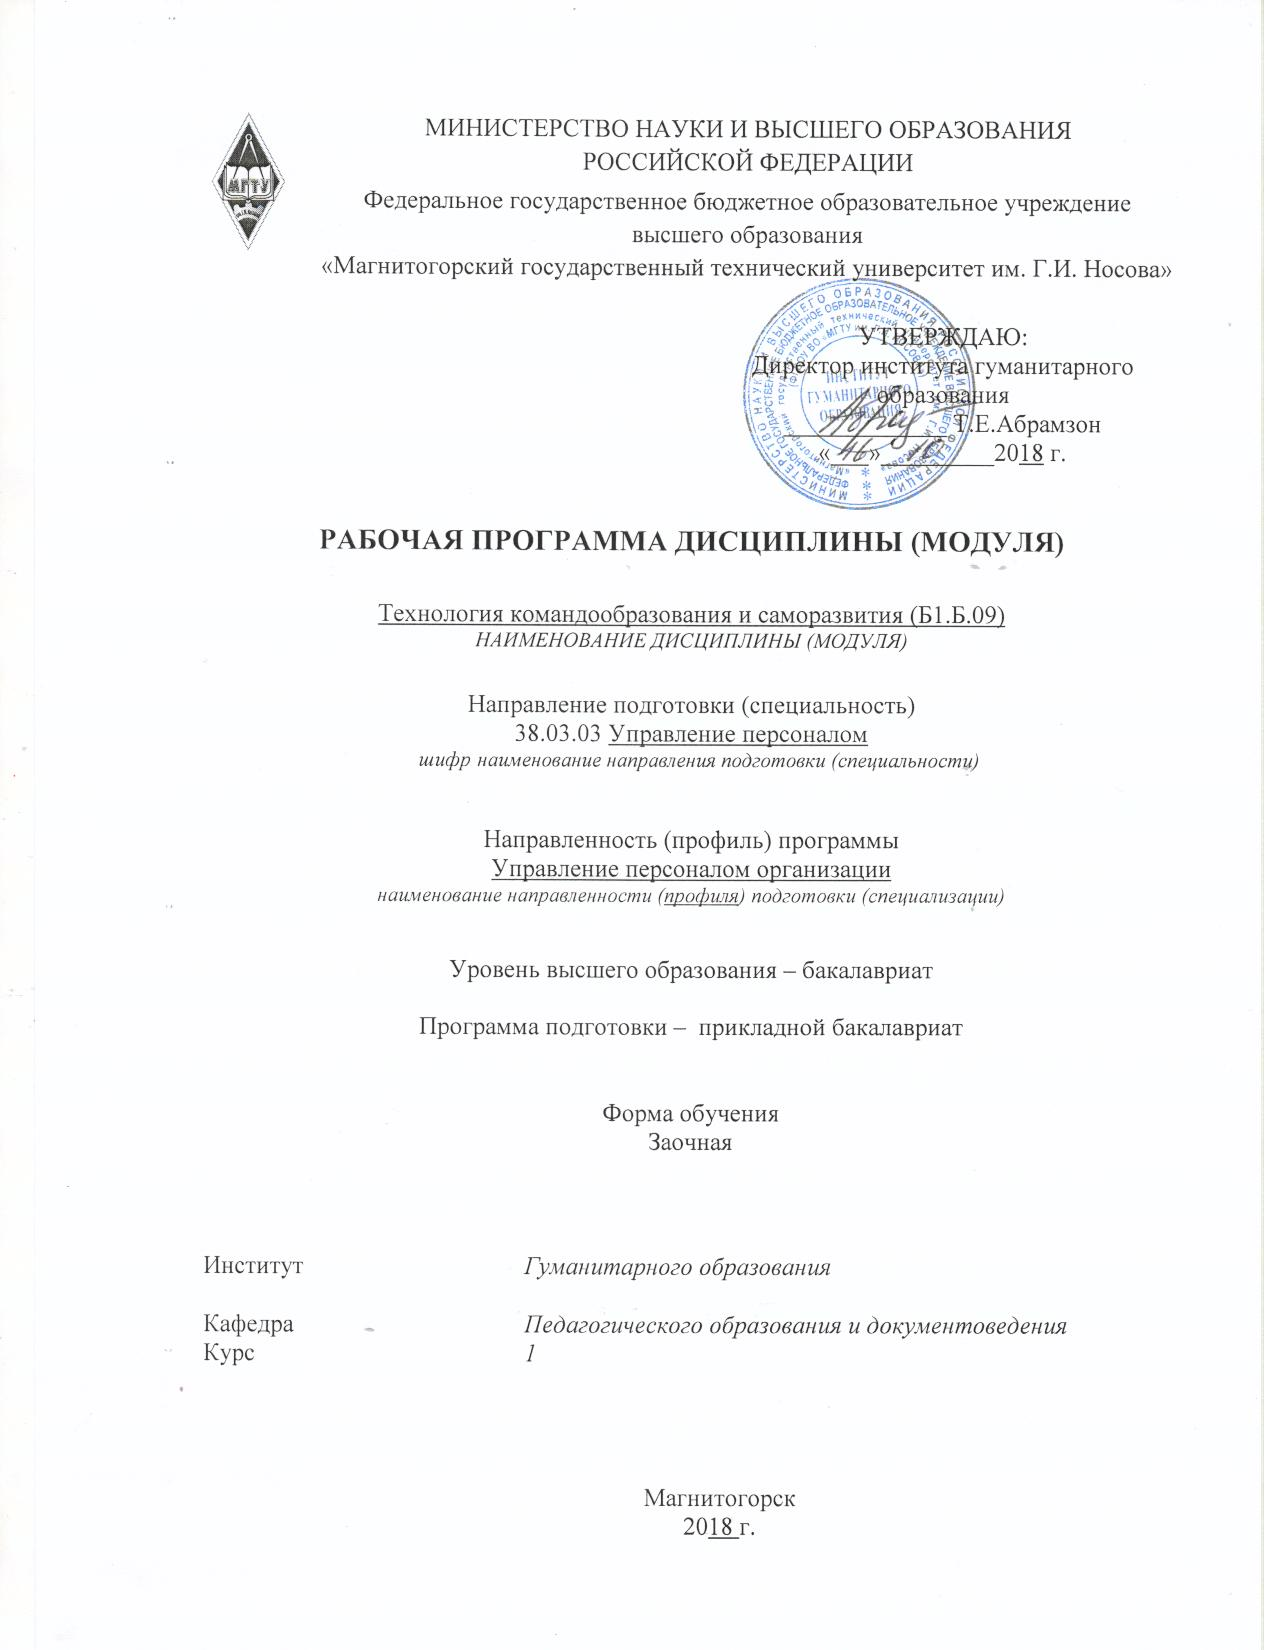 МИНИСТЕРСТВО НАУКИ И ВЫСШЕГО ОБРАЗОВАНИЯ
РОССИЙСКОЙ ФЕДЕРАЦИИ
Федеральное государственное бюджетное образовательное учреждение
высшего образования
«Магнитогорский государственный технический университет им. Г.И. Носова»
МГТУ
УТВЕРЖДАЮ:
Директор института гуманитарного
образования
Т.Е.Абрамзон
« » 2018 г.
ИНСТИТУТ
ГУМАНИТАРНОГО
ОБРАЗОВАНИЯ
РАБОЧАЯ ПРОГРАММА ДИСЦИПЛИНЫ (МОДУЛЯ)
Технология командообразования и саморазвития (Б1.Б.09)
НАИМЕНОВАНИЕ ДИСЦИПЛИНЫ (МОДУЛЯ)
Направление подготовки (специальность)
38.03.03 Управление персоналом
шифр наименование направления подготовки (специальности)
Направленность (профиль) программы
Управление персоналом организации
наименование направленности (профиля) подготовки (специализации)
Уровень высшего образования – бакалавриат
Программа подготовки – прикладной бакалавриат
Форма обучения
Заочная
Институт Гуманитарного образования
Кафедра Педагогического образования и документоведения
Курс 1
Магнитогорск
2018 г.